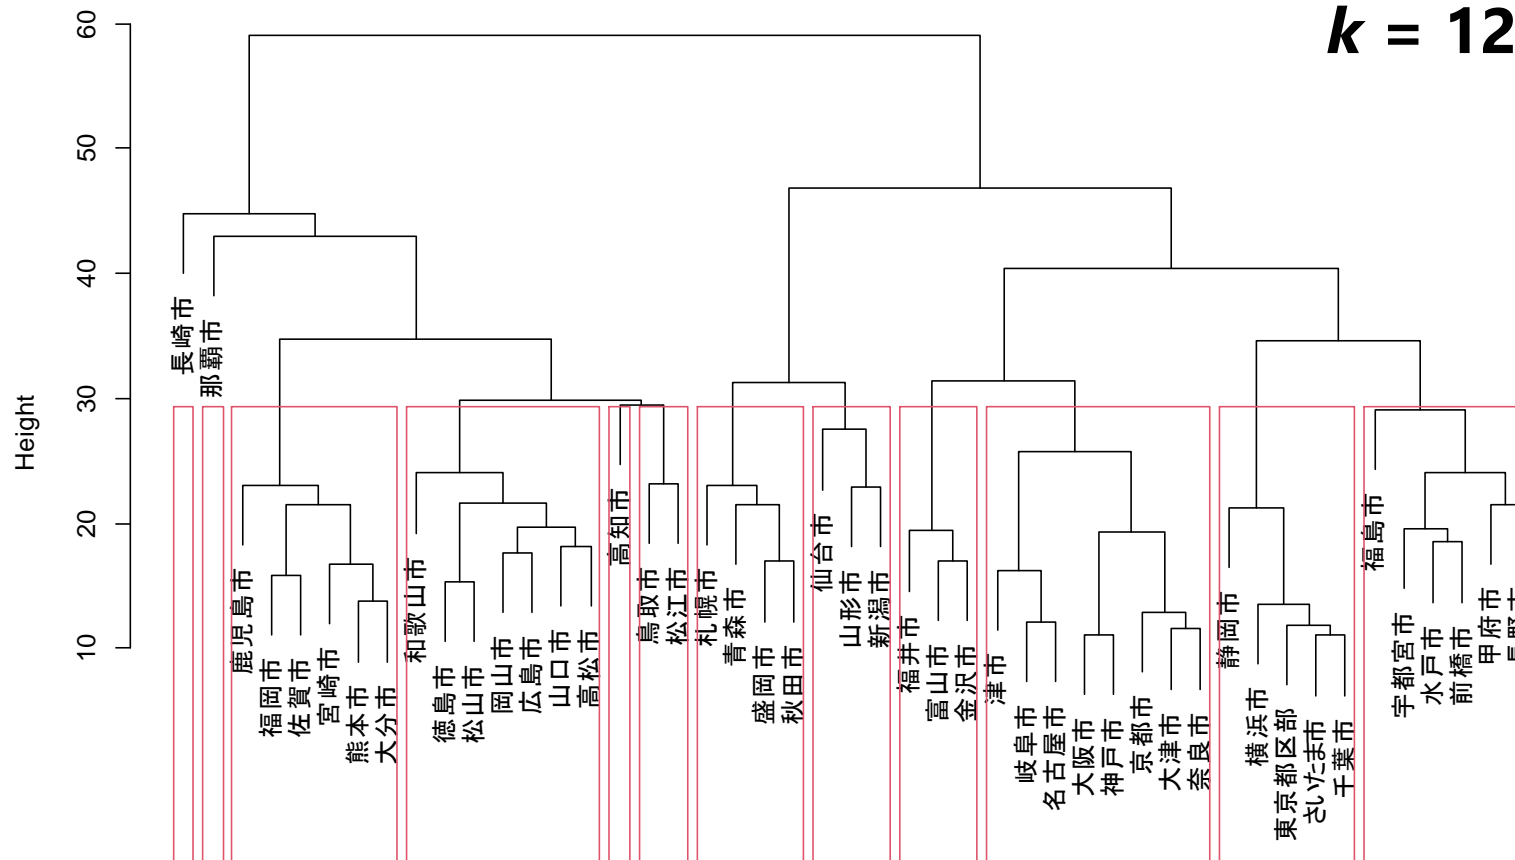 k = 12
60
50
40
30
20
10
Height
長崎市
那覇市
鹿児島市
福岡市
佐賀市
宮崎市
熊本市
大分市
和歌山市
徳島市
松山市
岡山市
広島市
山口市
高松市
高知市
鳥取市
松江市
札幌市
青森市
盛岡市
秋田市
仙台市
山形市
新潟市
福井市
富山市
金沢市
津市
岐阜市
名古屋市
大阪市
神戸市
京都市
大津市
奈良市
静岡市
横浜市
東京都区部
さいたま市
千葉市
福島市
宇都宮市
水戸市
前橋市
甲府市